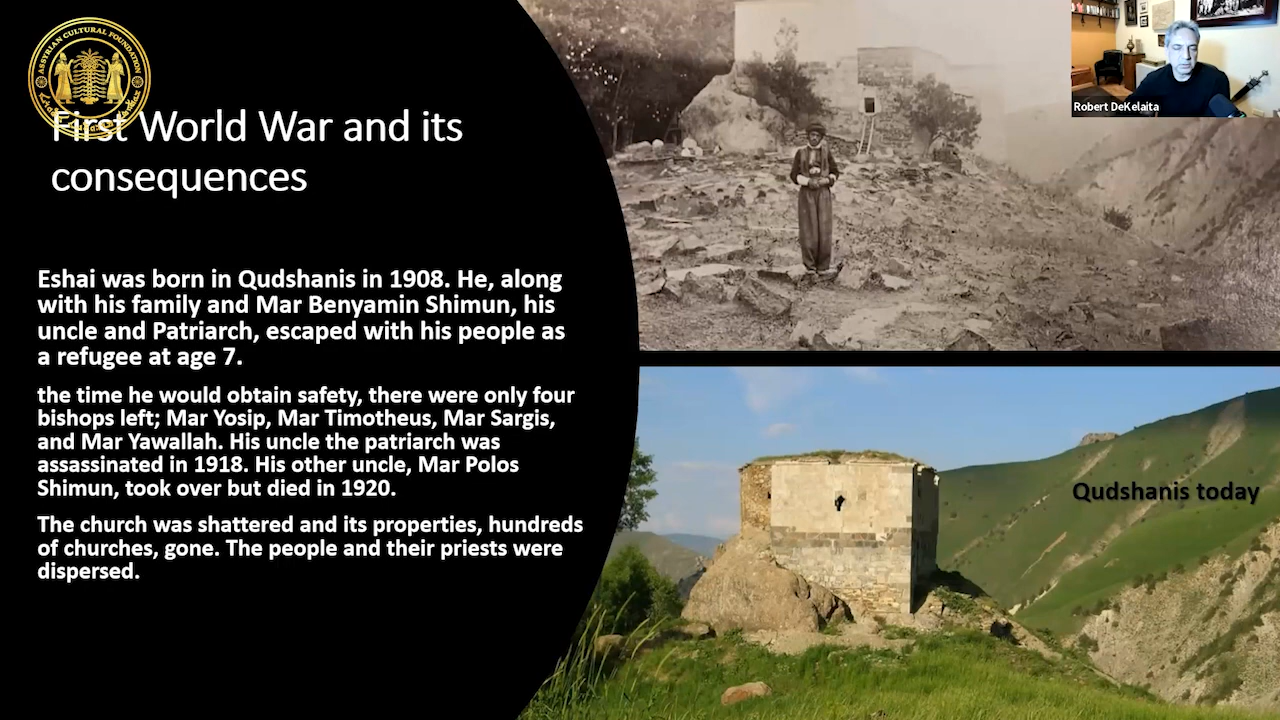 ASSYRIAN CULTURAL FOUNDATION
First World War and its
consequences
Robert DeKelaita
Eshai was born in Qudshanis in 1908. He, along
with his family and Mar Benyamin Shimun, his
uncle and Patriarch, escaped with his people as
a refugee at age 7.
the time he would obtain safety, there were only four
bishops left; Mar Yosip, Mar Timotheus, Mar Sargis,
and Mar Yawallah. His uncle the patriarch was
assassinated in 1918. His other uncle, Mar Polos
Shimun, took over but died in 1920.
The church was shattered and its properties, hundreds
of churches, gone. The people and their priests were
dispersed.
Qudshanis today